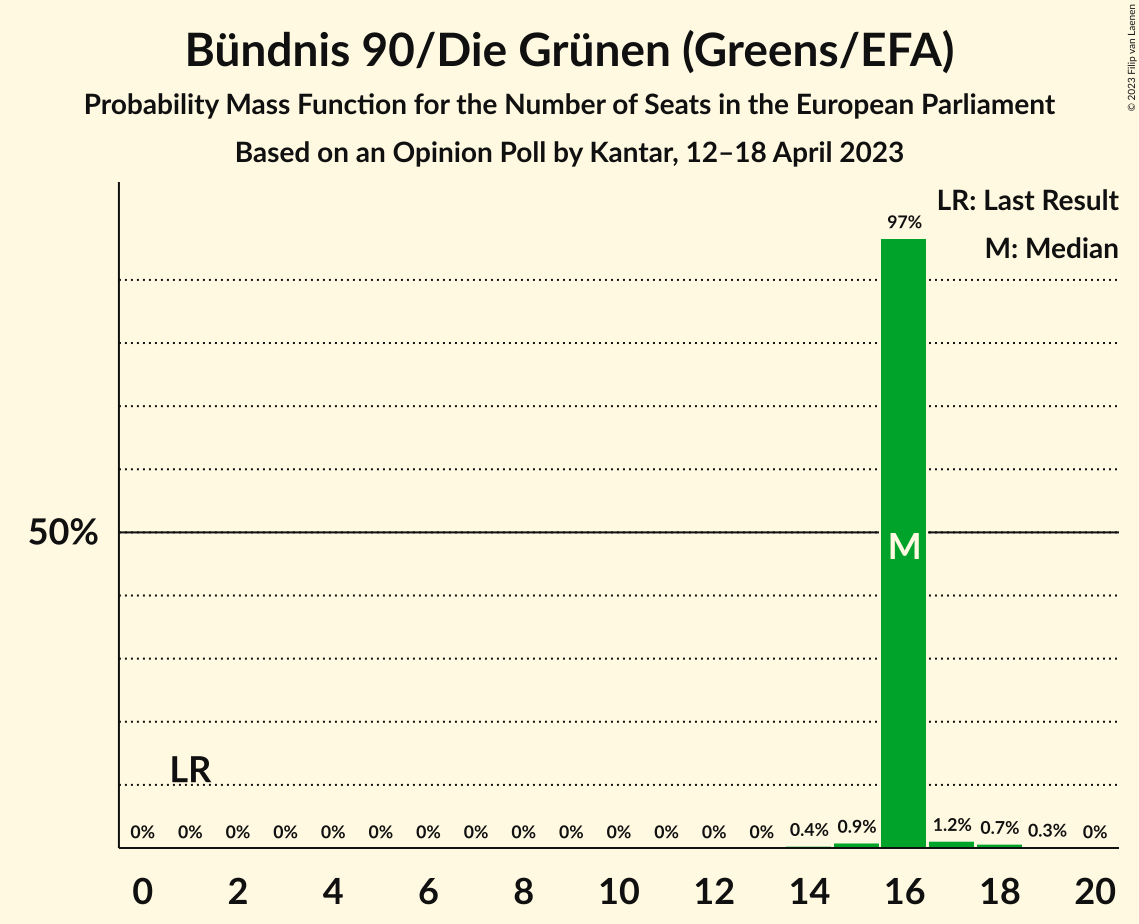 Bündnis 90/Die Grünen (Greens/EFA)
Probability Mass Function for the Number of Seats in the European Parliament
Based on an Opinion Poll by Kantar, 12–18 April 2023
© 2023 Filip van Laenen
LR: Last Result
M: Median
97%
50%
M
LR
0% 0% 0% 0% 0% 0% 0% 0% 0% 0% 0% 0% 0% 0% 0.4% 0.9% 1.2% 0.7% 0.3% 0%
0 2 4 6 8 10 12 14 16 18 20